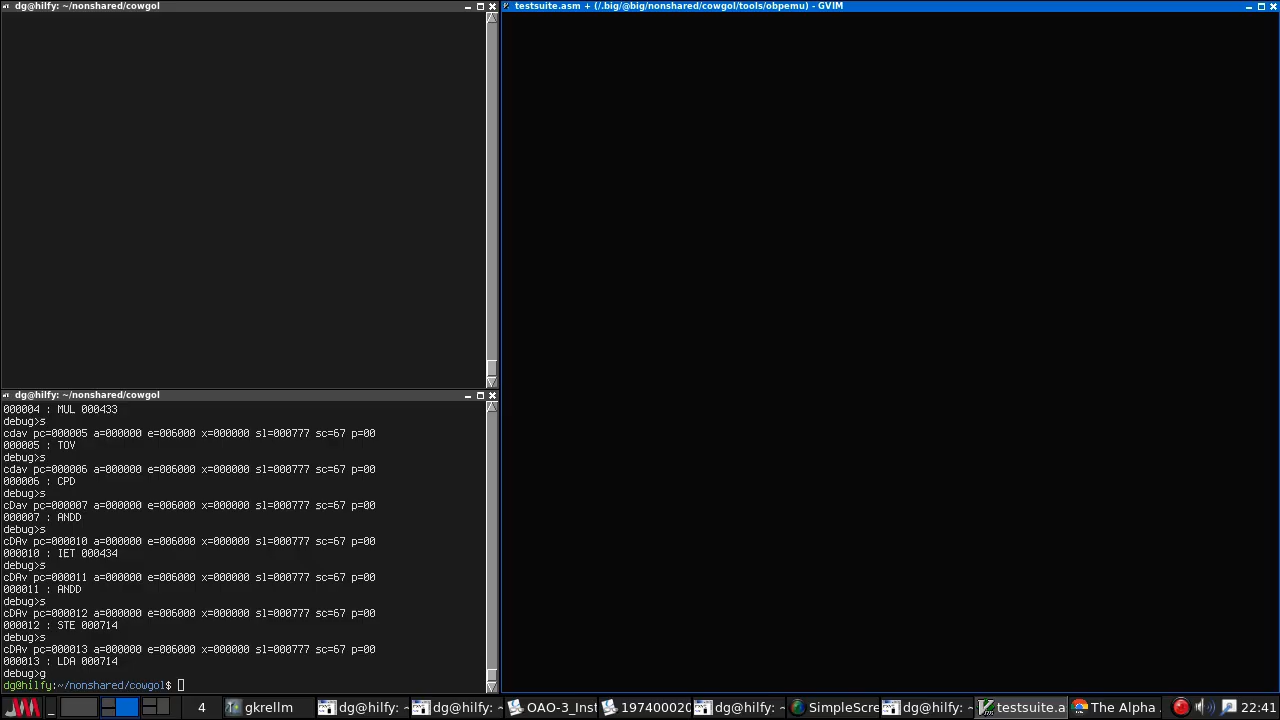 dg@hilfy: ~/nonshared/cowgol
testsuite.asm + (/.big/@big/nonshared/cowgol/tools/obpemu) - GVIM
dg@hilfy: ~/nonshared/cowgol
000004 : MUL 000433
debug>s
cdav pc=000005 a=000000 e=006000 x=000000 sl=000777 sc=67 p=00
000005 : TOV
debug>s
cdav pc=000006 a=000000 e=006000 x=000000 sl=000777 sc=67 p=00
000006 : CPD
debug>s
cDav pc=000007 a=000000 e=006000 x=000000 sl=000777 sc=67 p=00
000007 : ANDD
debug>s
cDAv pc=000010 a=000000 e=006000 x=000000 sl=000777 sc=67 p=00
000010 : IET 000434
debug>s
cDAv pc=000011 a=000000 e=006000 x=000000 sl=000777 sc=67 p=00
000011 : ANDD
debug>s
cDAv pc=000012 a=000000 e=006000 x=000000 sl=000777 sc=67 p=00
000012 : STE 000714
debug>s
cDAv pc=000013 a=000000 e=006000 x=000000 sl=000777 sc=67 p=00
000013 : LDA 000714
debug>g
dg@hilfy:~/nonshared/cowgol$
4 gkrellm dg@hilfy: ~ dg@hilfy: ~ OAO-3_Inst 197400020 dg@hilfy: ~ SimpleScre dg@hilfy: ~ testsuite.a The Alpha 22:41